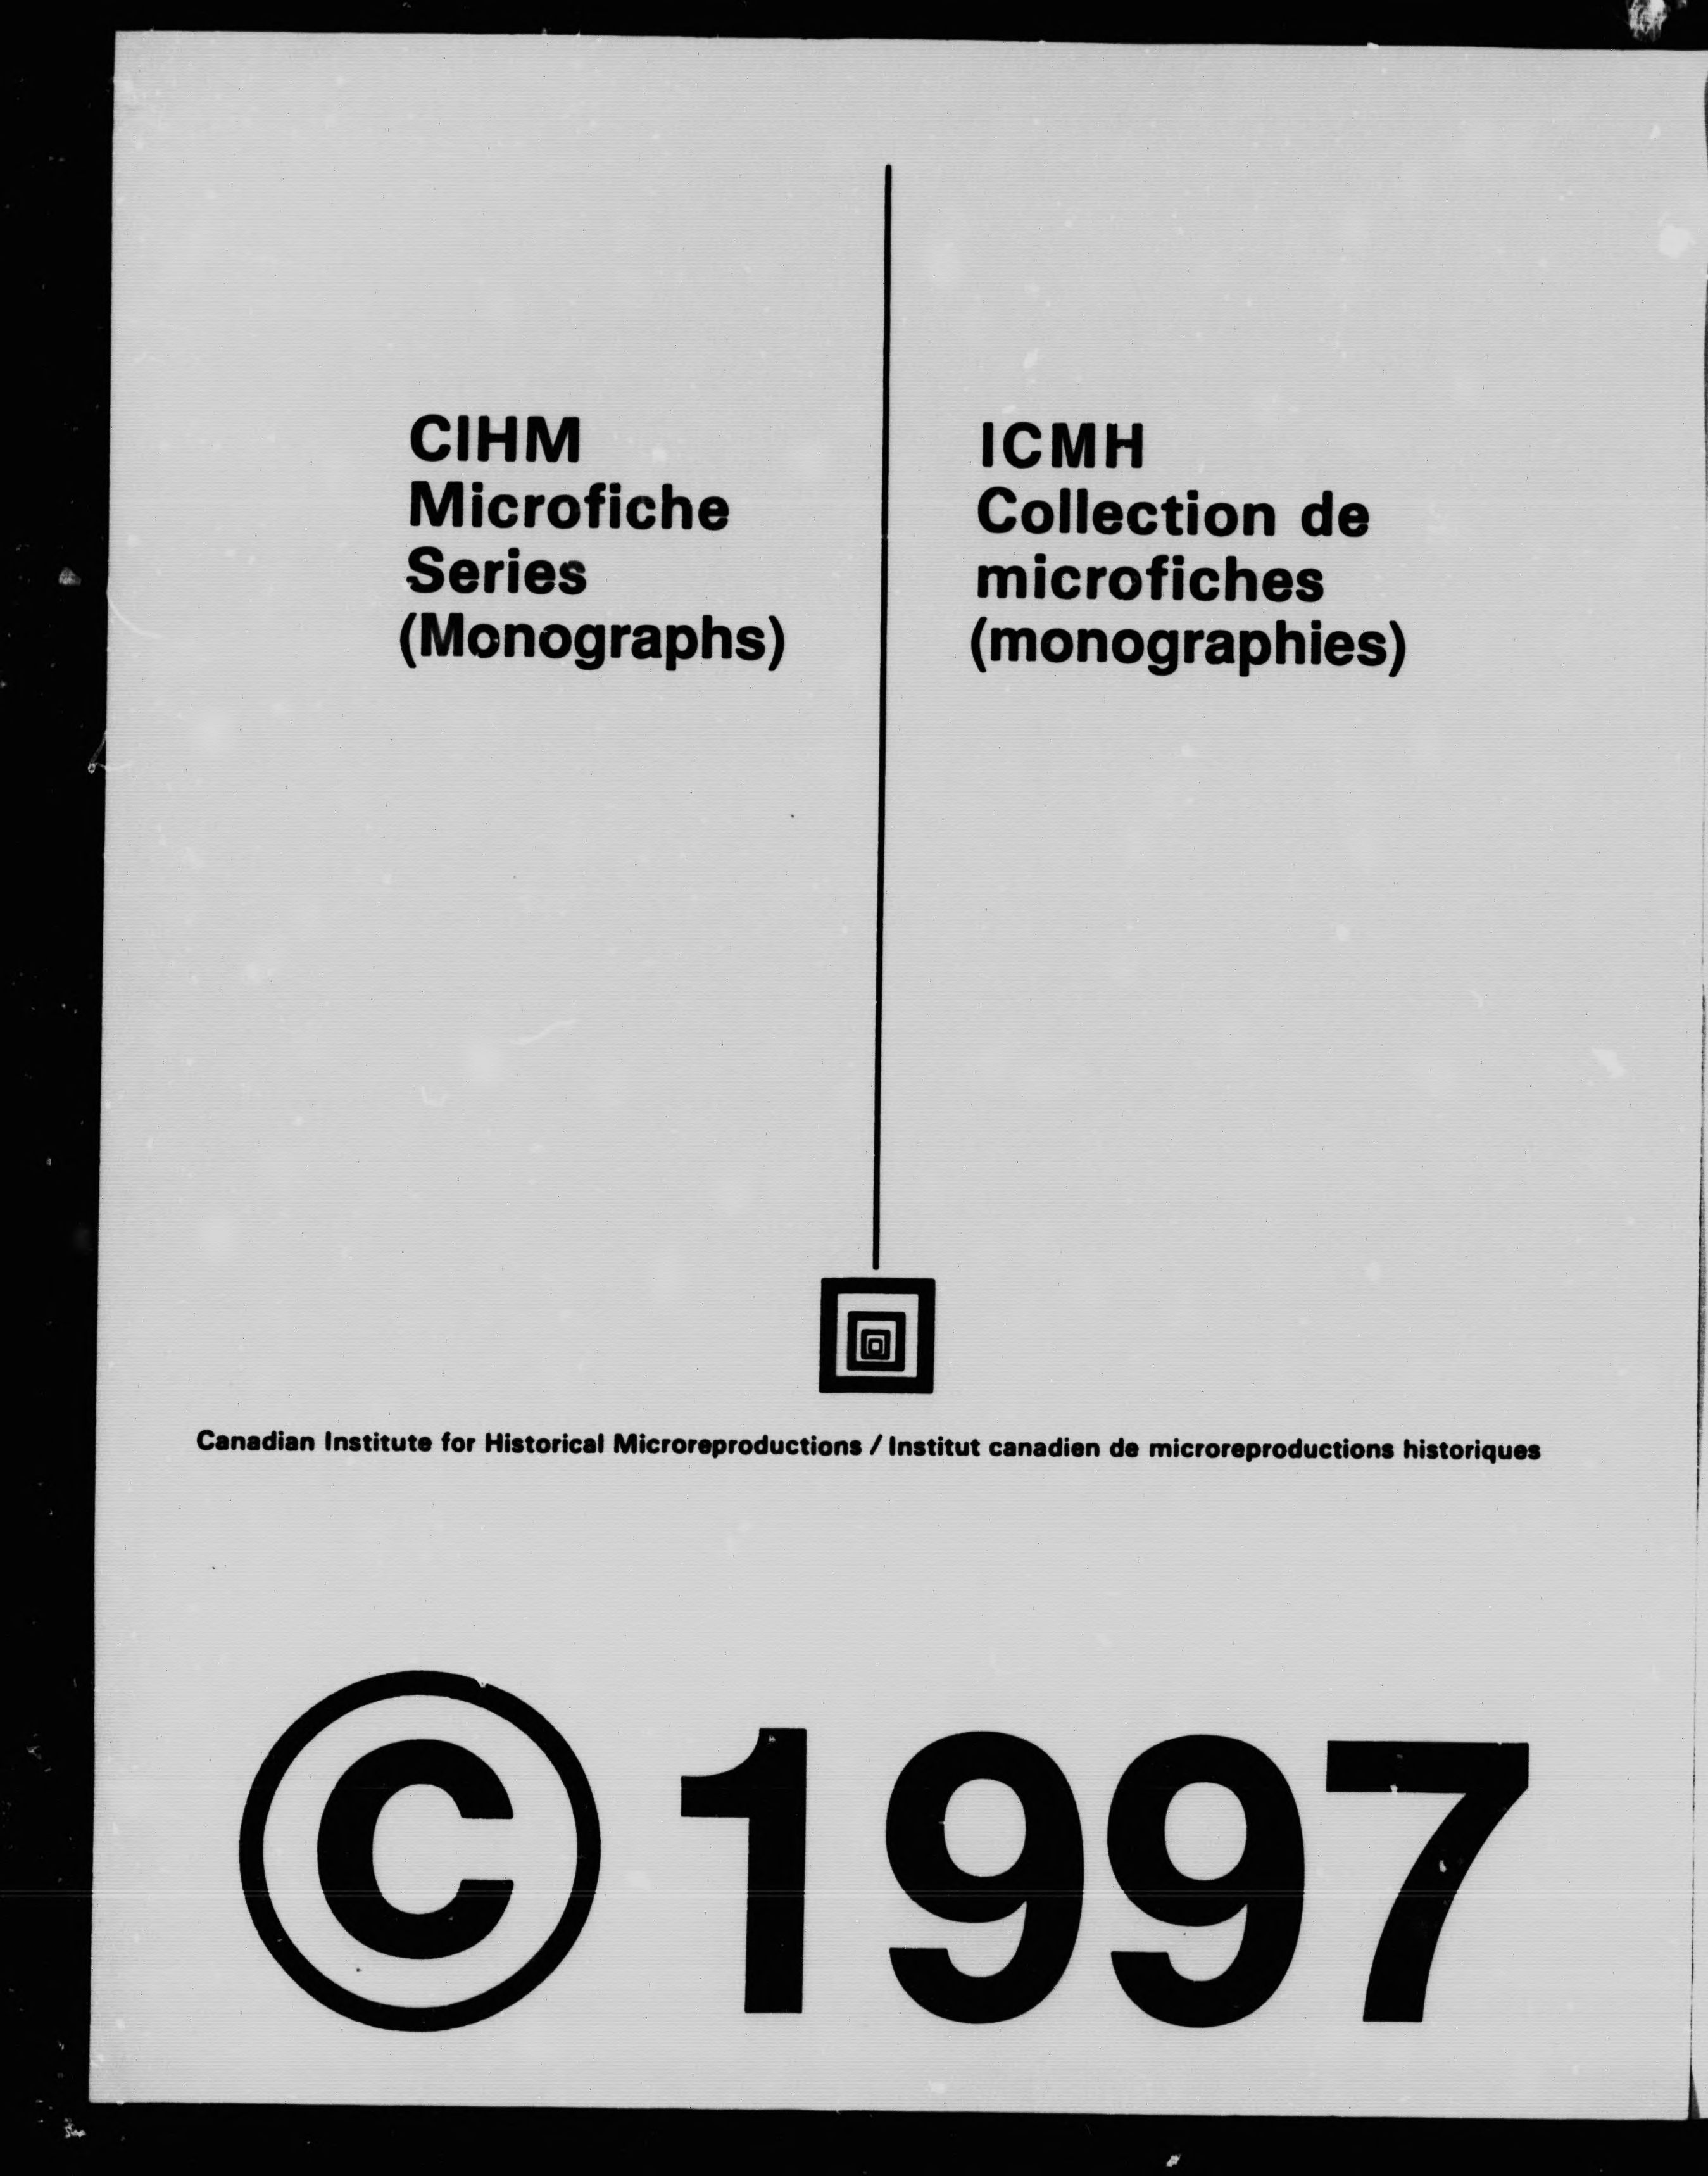 CIHM
Microfiche
Series
(Monographs)
ICMH
Collection de
microfiches
(monographies)
Canadian Institute for Historical Microreproductions / Institut canadien de microreproductions historiques
© 1997